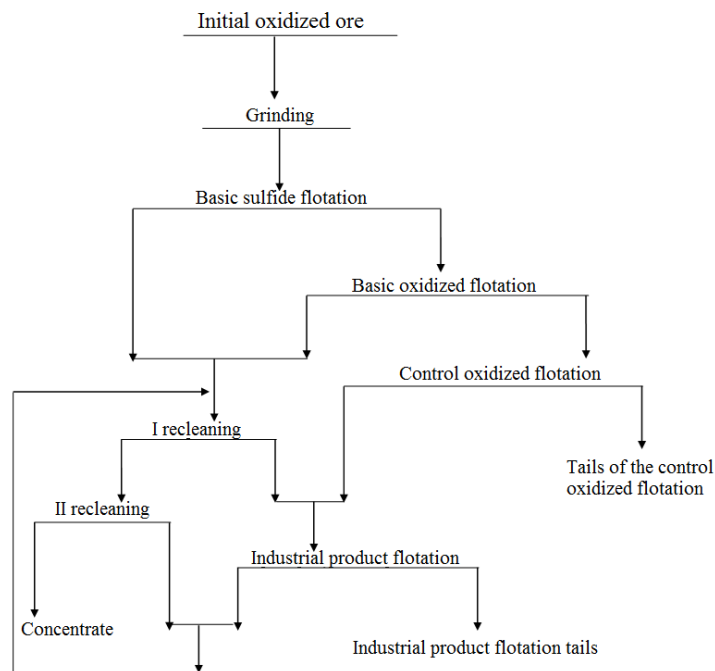 Initial oxidized ore
Grinding
Basic sulfide flotation
Basic oxidized flotation
Control oxidized flotation
I recleaning
Tails of the control
oxidized flotation
II recleaning
Industrial product flotation
Concentrate
Industrial product flotation tails